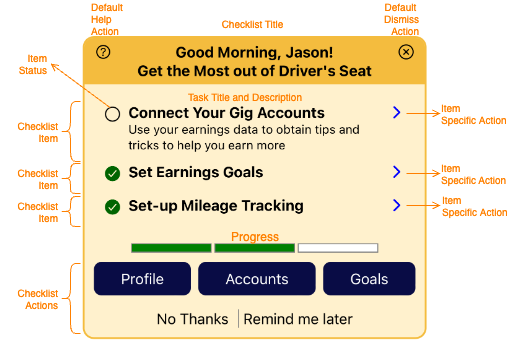 Default
Help
Action
Checklist Title
Default
Dismiss
Action
Good Morning, Jason!
Get the Most out of Driver's Seat
Item
Status
Task Title and Description
Connect Your Gig Accounts
Use your earnings data to obtain tips and
tricks to help you earn more
Checklist
Item
Item
Specific Action
Checklist
Item
Set Earnings Goals
Item
Specific Action
Checklist
Item
Set-up Mileage Tracking
Item
Specific Action
Progress
Checklist
Actions
Profile
Accounts
Goals
No Thanks
Remind me later